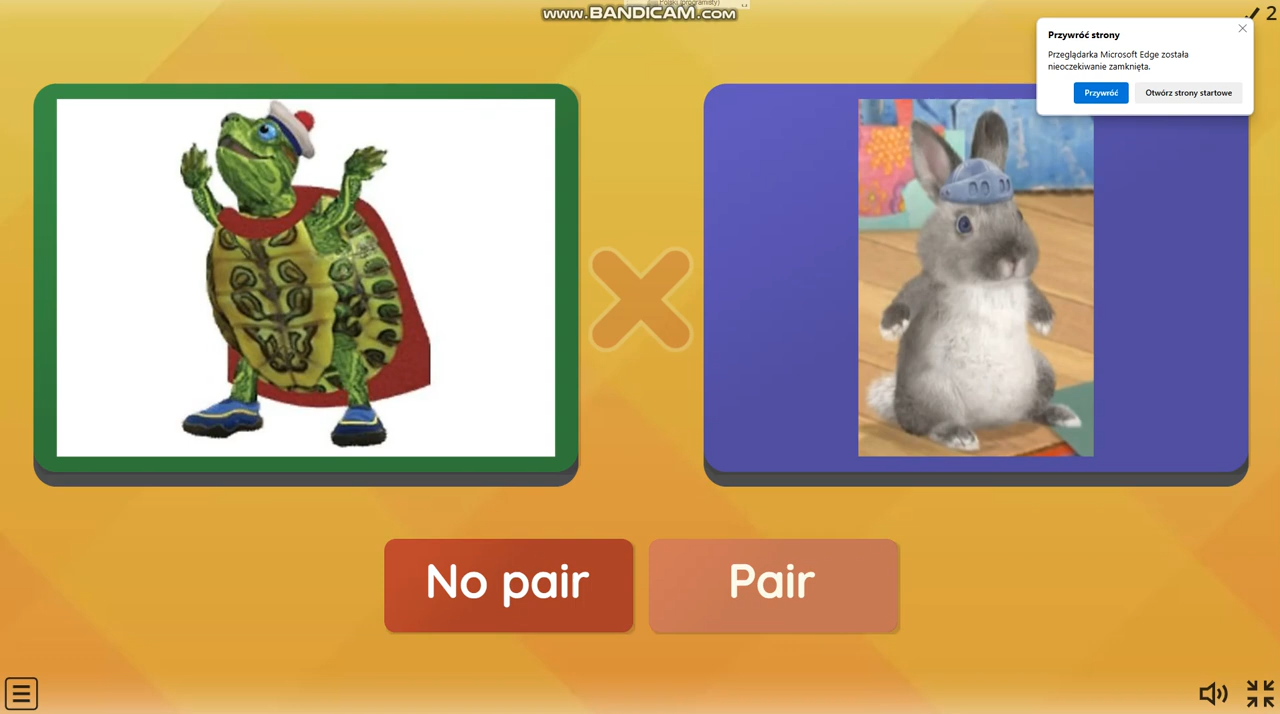 www.BANDICAM.com
2
Przywróć strony
Przeglądarka Microsoft Edge została
nieoczekiwanie zamknięta.
Przywróć
Otwórz strony startowe
No pair
Pair